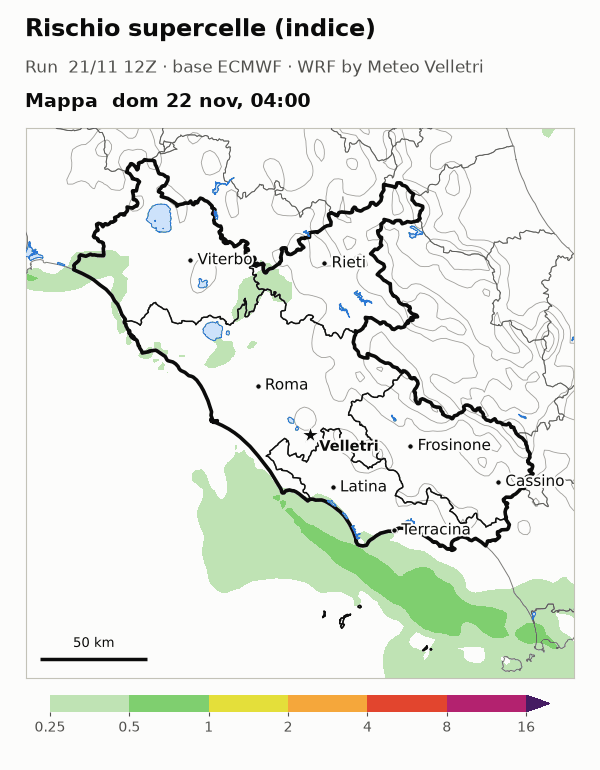 Rischio supercelle (indice)
Run  21/11 12Z · base ECMWF · WRF by Meteo Velletri
Mappa  dom 22 nov, 04:00
Viterbo
Rieti
Roma
Velletri
Frosinone
Latina
Cassino
Terracina
50 km
0.25 0.5 1 2 4 8 16